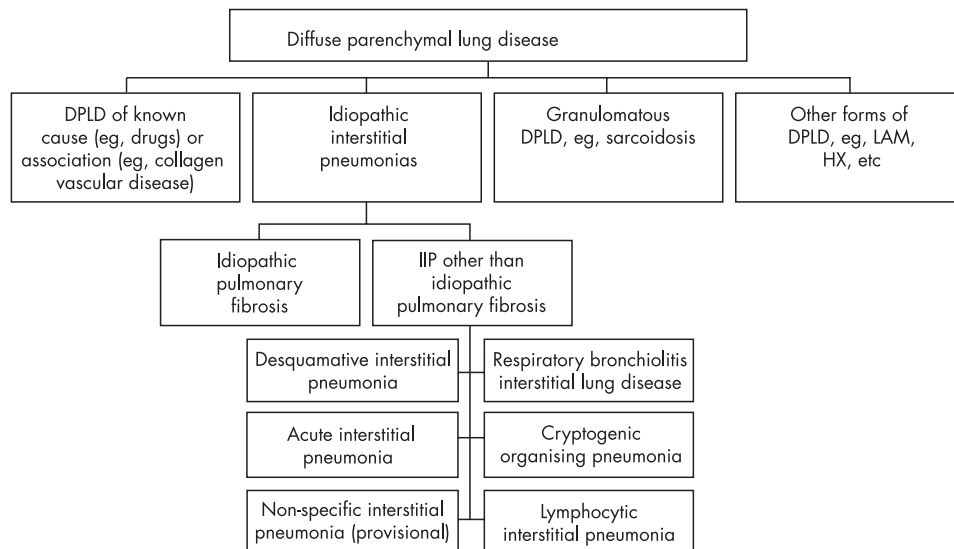 Diffuse parenchymal lung disease
DPLD of known
cause (eg, drugs) or
association (eg, collagen
vascular disease)
Idiopathic
interstitial
pneumonias
Granulomatous
DPLD, eg, sarcoidosis
Other forms of
DPLD, eg, LAM,
HX, etc
Idiopathic
pulmonary
fibrosis
IIP other than
idiopathic
pulmonary fibrosis
Desquamative interstitial
pneumonia
Respiratory bronchiolitis
interstitial lung disease
Acute interstitial
pneumonia
Cryptogenic
organising pneumonia
Non-specific interstitial
pneumonia (provisional)
Lymphocytic
interstitial pneumonia